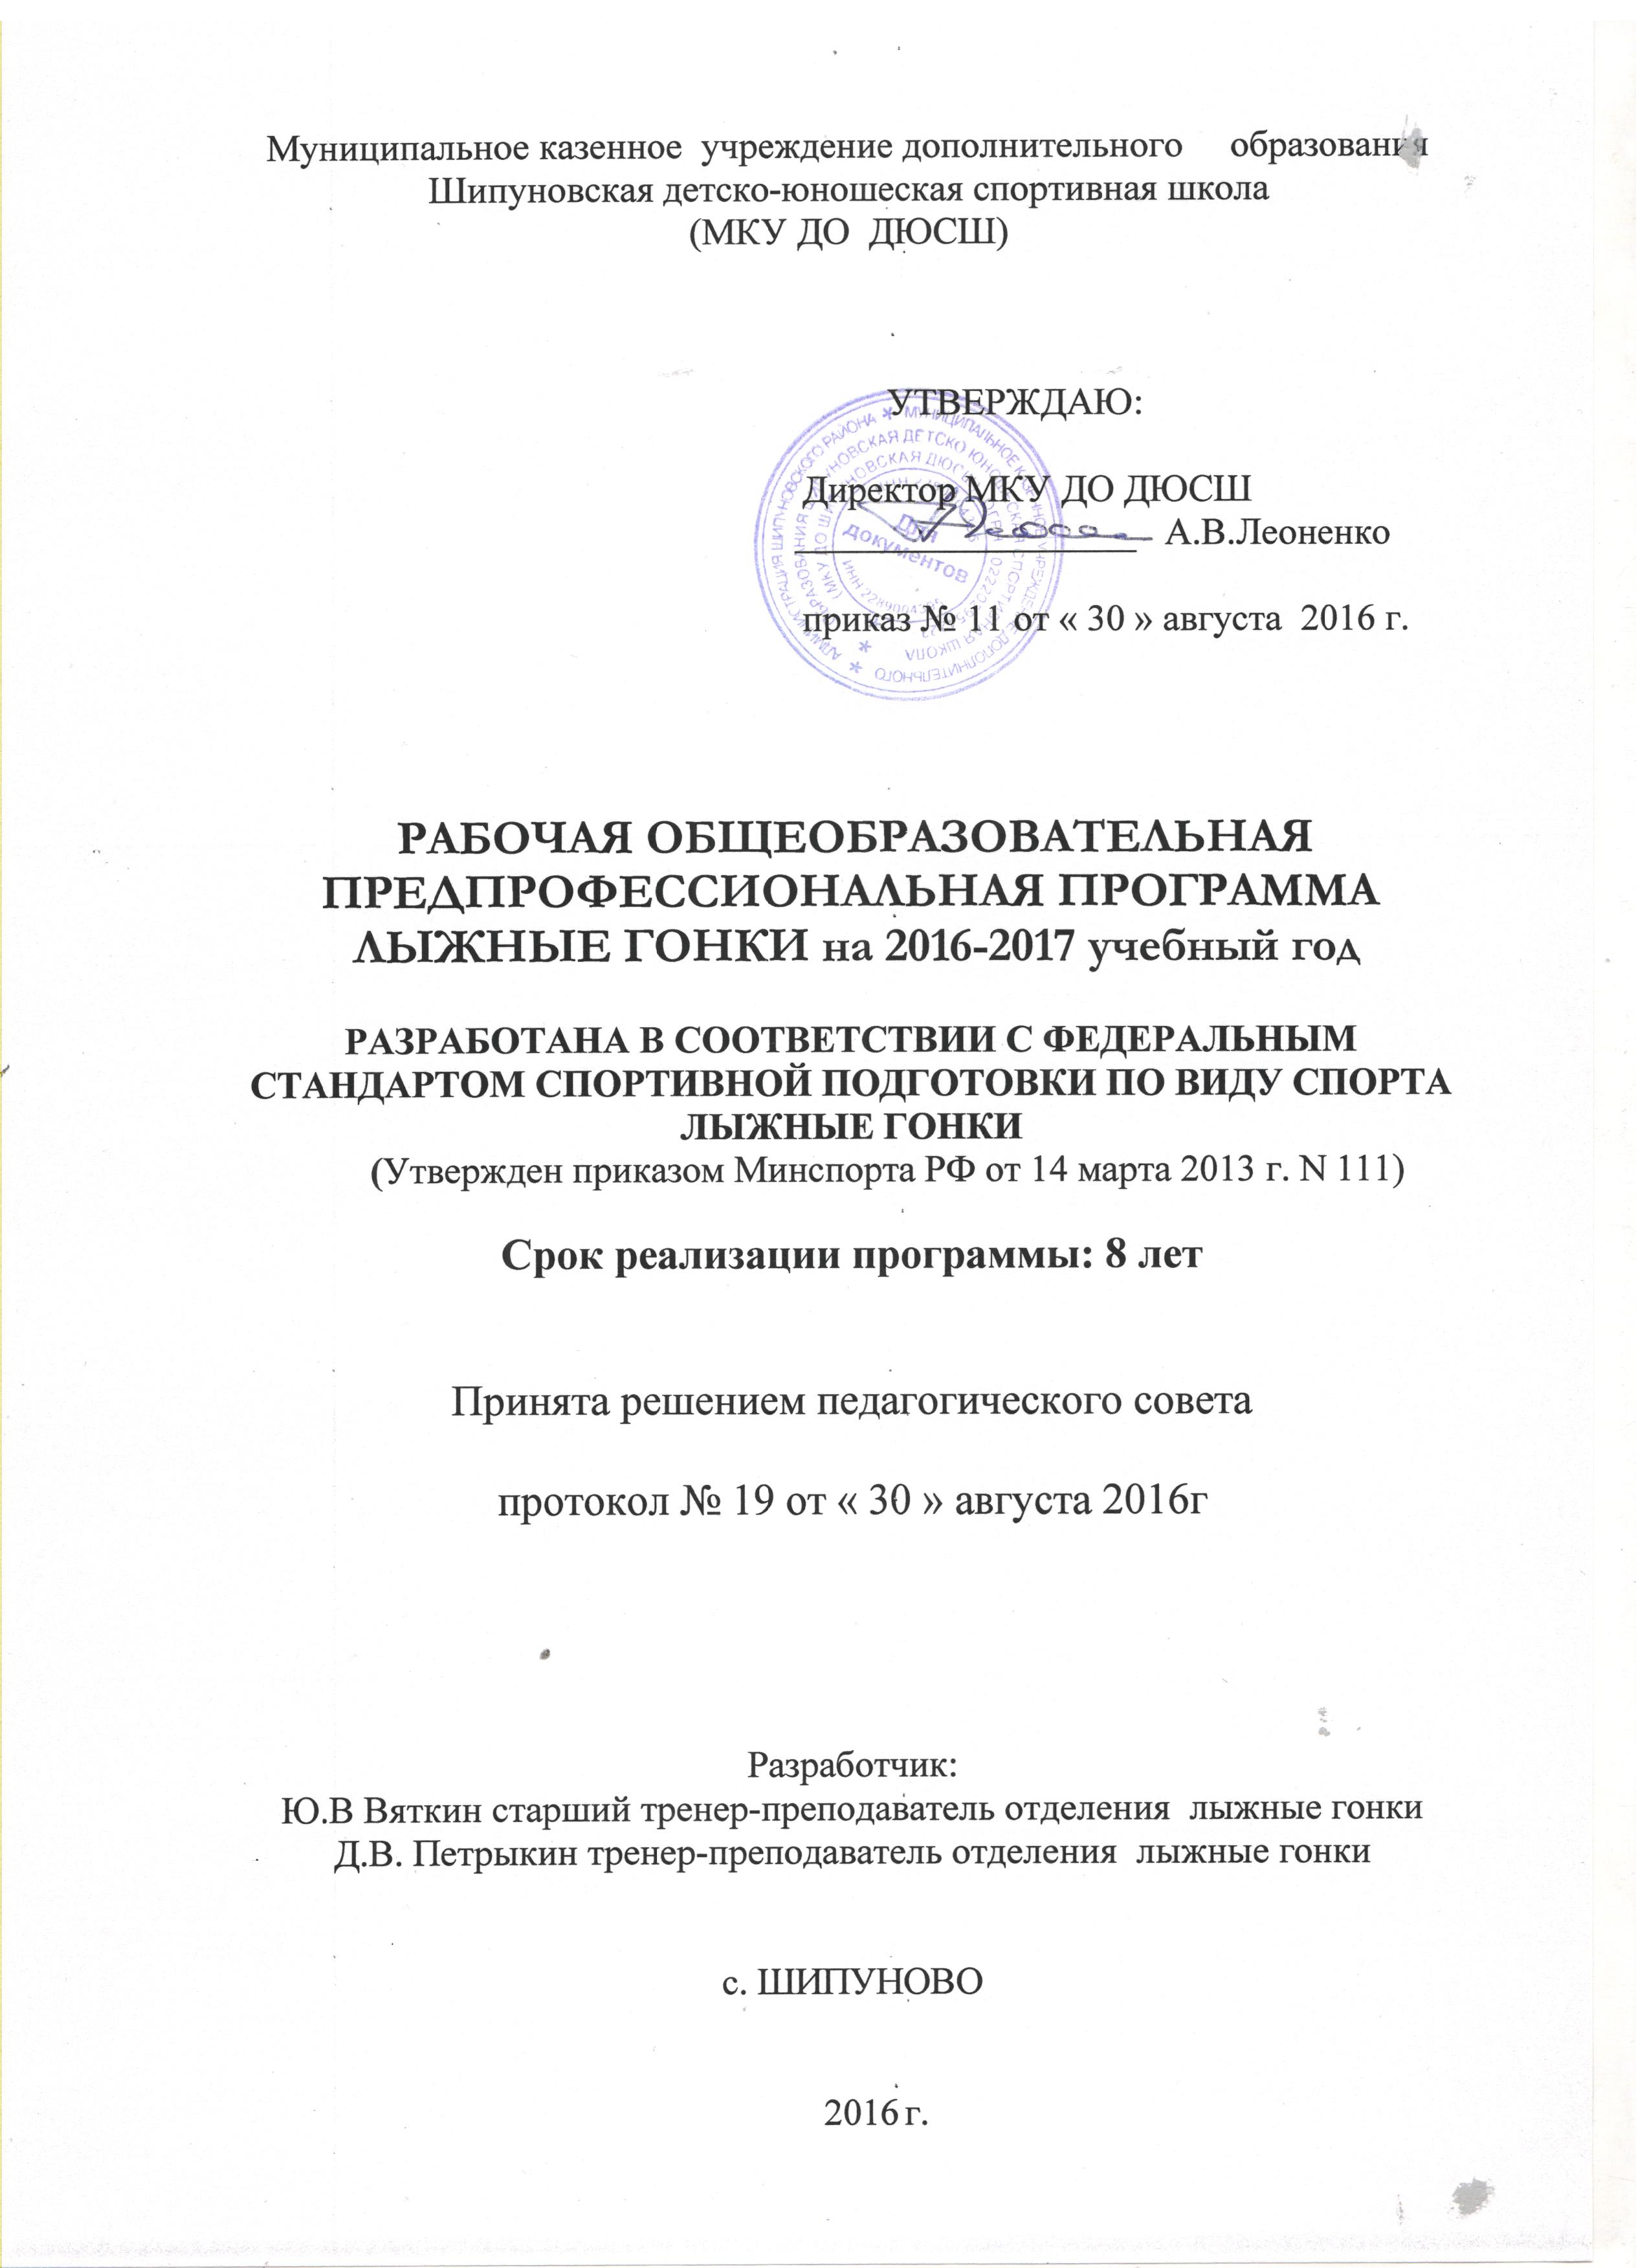 Муниципальное казенное учреждение дополнительного образования
Шипуновская детско-юношеская спортивная школа
(МКУ ДО ДЮСШ)
УТВЕРЖДАЮ:
Директор МКУ ДО ДЮСШ
А.В.Леоненко
приказ № 11 от « 30 » августа 2016 г.
Для
документов
РАБОЧАЯ ОБЩЕОБРАЗОВАТЕЛЬНАЯ
ПРЕДПРОФЕССИОНАЛЬНАЯ ПРОГРАММА
ЛЫЖНЫЕ ГОНКИ на 2016-2017 учебный год
РАЗРАБОТАНА В СООТВЕТСТВИИ С ФЕДЕРАЛЬНЫМ
СТАНДАРТОМ СПОРТИВНОЙ ПОДГОТОВКИ ПО ВИДУ СПОРТА
ЛЫЖНЫЕ ГОНКИ
(Утвержден приказом Минспорта РФ от 14 марта 2013 г. N 111)
Срок реализации программы: 8 лет
Принята решением педагогического совета
протокол № 19 от « 30 » августа 2016г
Разработчик:
Ю.В Вяткин старший тренер-преподаватель отделения лыжные гонки
Д.В. Петрыкин тренер-преподаватель отделения лыжные гонки
с. ШИПУНОВО
2016 г.